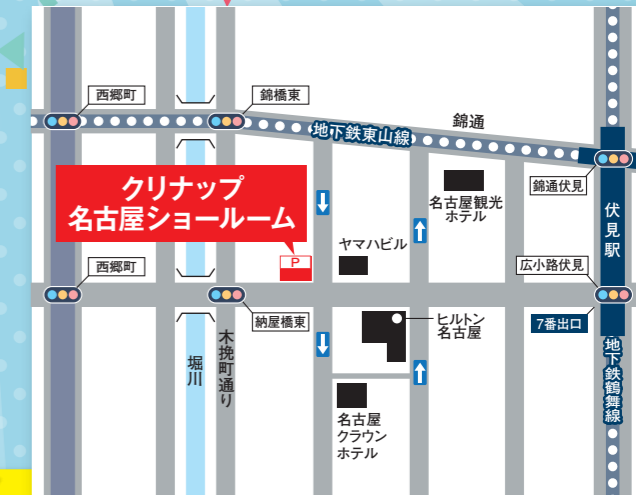 西郷町
錦橋東
錦通
地下鉄東山線
クリナップ
名古屋ショールーム
P
名古屋観光
ホテル
錦通伏見
伏見駅
ヤマハビル
西郷町
広小路伏見
納屋橋東
ヒルトン
名古屋
7番出口
堀川
木挽町通り
地下鉄鶴舞線
名古屋
クラウン
ホテル